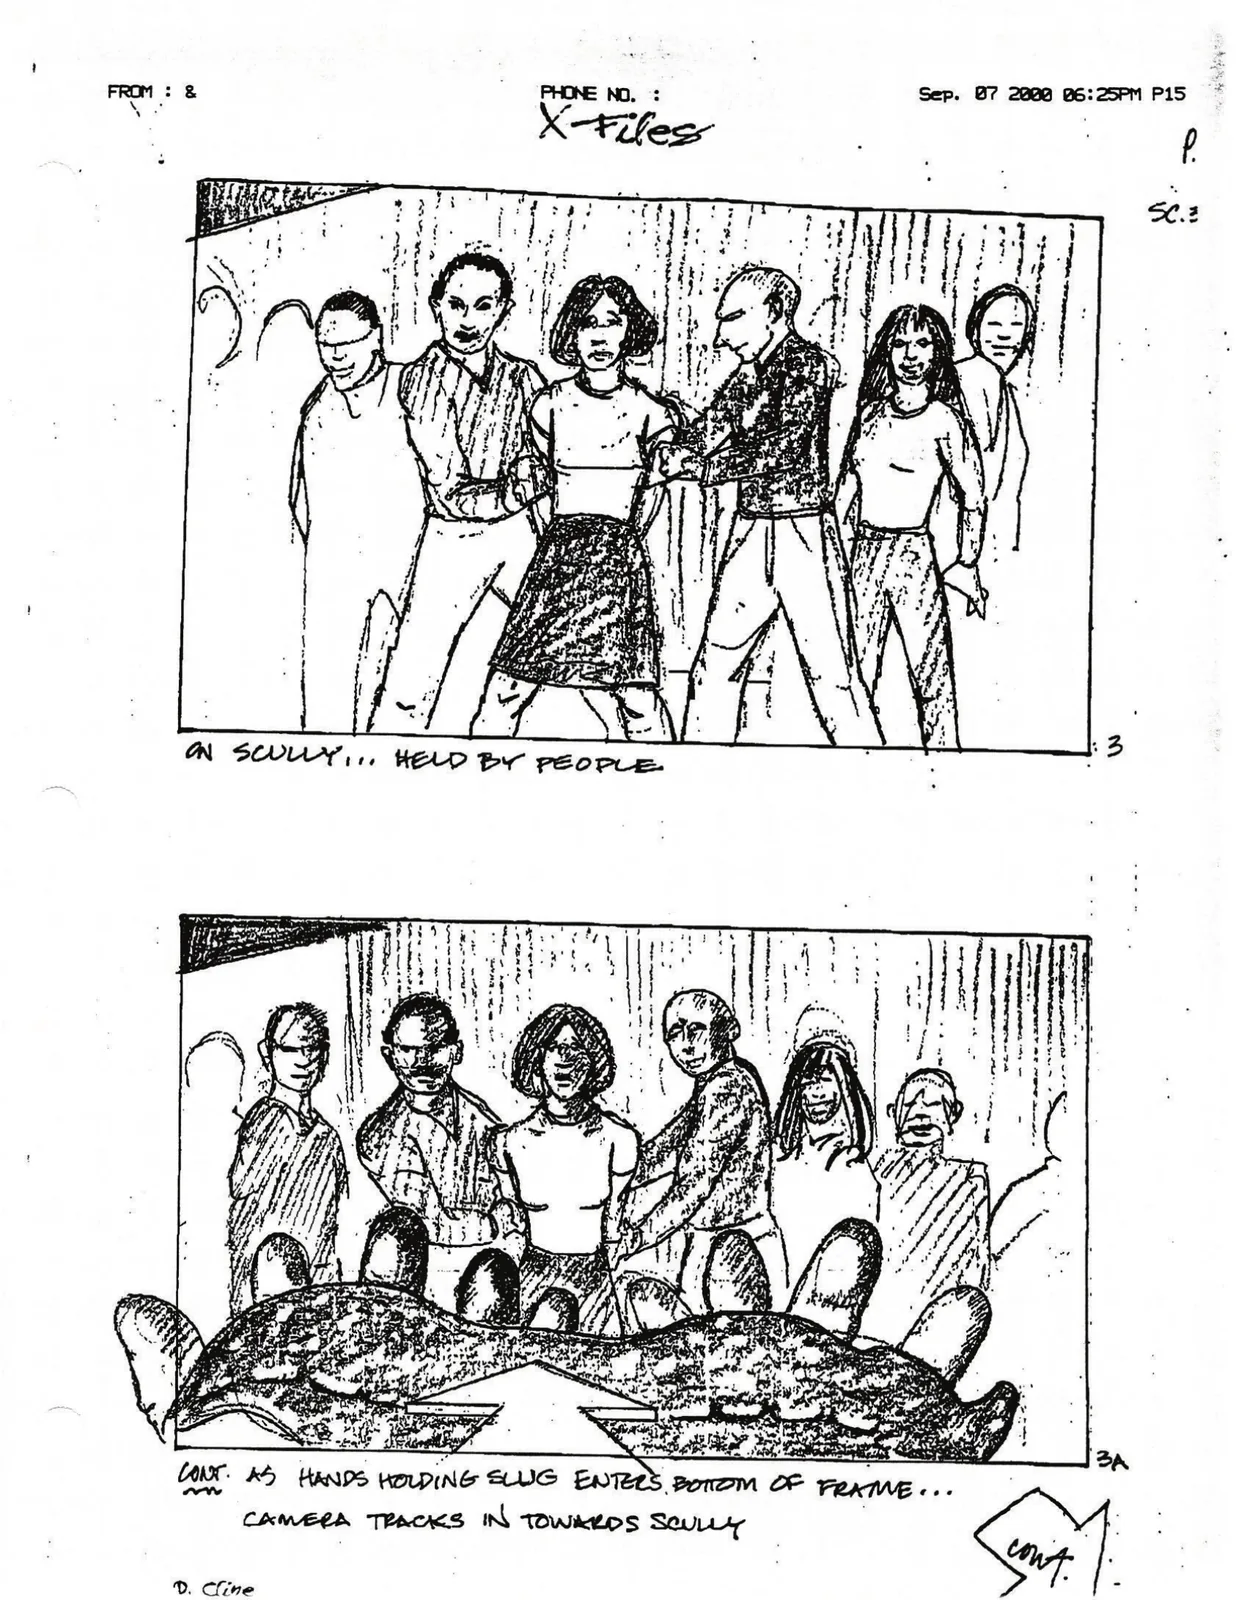 FROM : &
PHONE NO. :
Sep. 07 2000 06:25PM P15
X-Files
P.
SC.3
ON SCULLY... HELD BY PEOPLE
3
CONT. AS HANDS HOLDING SLUG ENTERS BOTTOM OF FRAME...
3A
CAMERA TRACKS IN TOWARDS SCULLY
CONT.
D. Cline